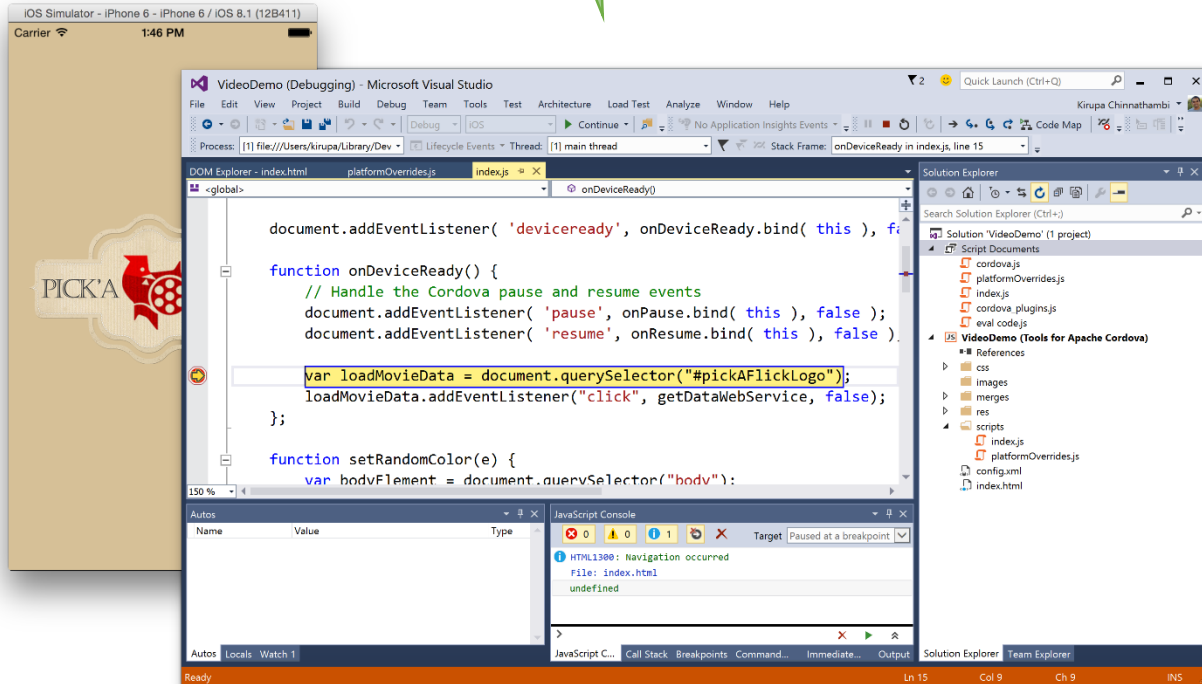 iOS Simulator - iPhone 6 - iPhone 6 / iOS 8.1 (12B411)
Carrier 1:46 PM
PICK'A
VideoDemo (Debugging) - Microsoft Visual Studio
2 Quick Launch (Ctrl+Q)
File Edit View Project Build Debug Team Tools Test Architecture Load Test Analyze Window Help
Kirupa Chinnathambi
Debug iOS Continue No Application Insights Events Code Map
Process: [1] file:///Users/kirupa/Library/Dev Lifecycle Events Thread: [1] main thread Stack Frame: onDeviceReady in index.js, line 15
DOM Explorer - index.html platformOverrides.js index.js
<global> onDeviceReady()
document.addEventListener( 'deviceready', onDeviceReady.bind( this ), fa
function onDeviceReady() {
// Handle the Cordova pause and resume events
document.addEventListener( 'pause', onPause.bind( this ), false );
document.addEventListener( 'resume', onResume.bind( this ), false )
var loadMovieData = document.querySelector("#pickAFlickLogo");
loadMovieData.addEventListener("click", getDataWebService, false);
};
function setRandomColor(e) {
var bodyElement = document.querySelector("body");
150 %
Autos
Name Value Type
Autos Locals Watch 1
JavaScript Console
0 0 1 Target Paused at a breakpoint
HTML1300: Navigation occurred
File: index.html
undefined
JavaScript C... Call Stack Breakpoints Command... Immediate... Output
Solution Explorer
Search Solution Explorer (Ctrl+;)
Solution 'VideoDemo' (1 project)
Script Documents
cordova.js
platformOverrides.js
index.js
cordova_plugins.js
eval code.js
JS VideoDemo (Tools for Apache Cordova)
References
css
images
merges
res
scripts
index.js
platformOverrides.js
config.xml
index.html
Solution Explorer Team Explorer
Ready Ln 15 Col 9 Ch 9 INS